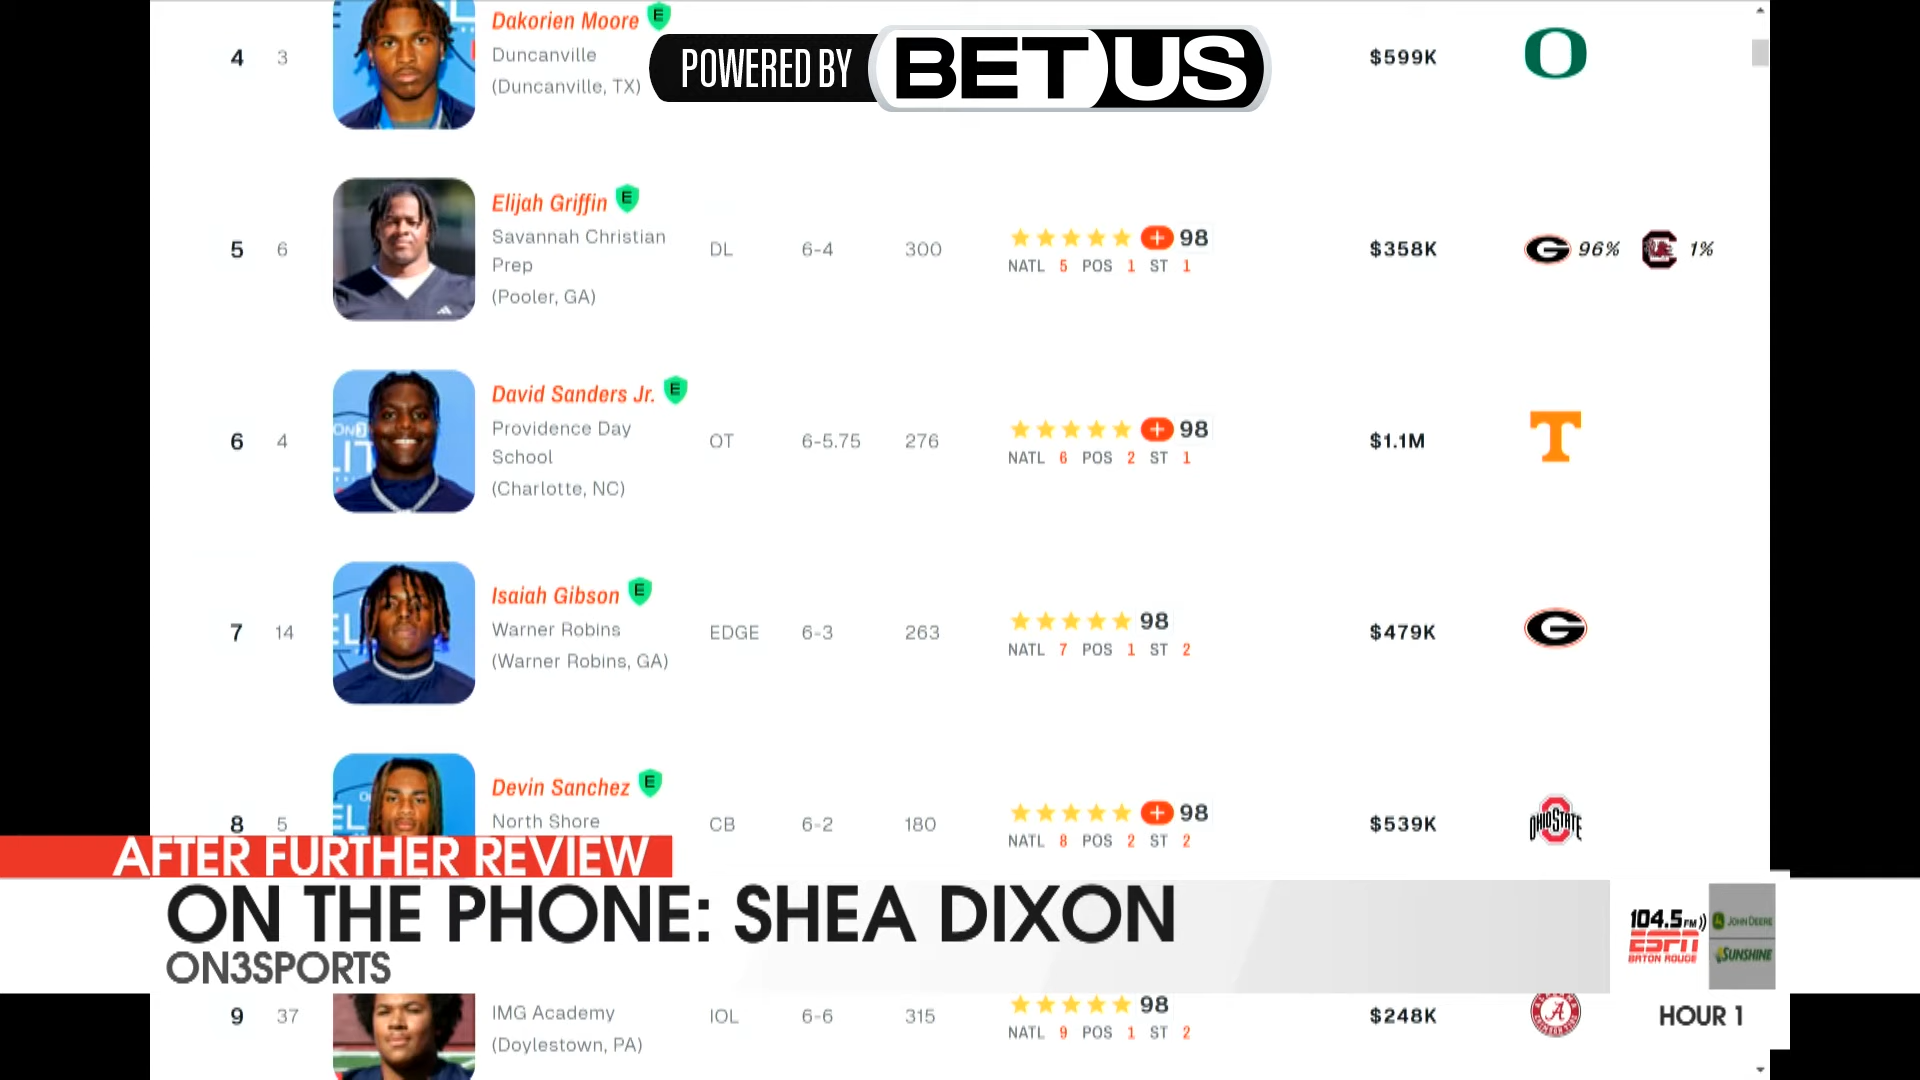 4 3 Dakorien Moore E
Duncanville
(Duncanville, TX)
$599K
O
POWERED BY BETUS
5 6 Elijah Griffin E
Savannah Christian
Prep
(Pooler, GA)
DL 6-4 300
98
NATL 5 POS 1 ST 1
$358K
G 96% C 1%
6 4 David Sanders Jr. E
Providence Day
School
(Charlotte, NC)
OT 6-5.75 276
98
NATL 6 POS 2 ST 1
$1.1M
T
7 14 Isaiah Gibson E
Warner Robins
(Warner Robins, GA)
EDGE 6-3 263
98
NATL 7 POS 1 ST 2
$479K
G
8 5 Devin Sanchez E
North Shore
CB 6-2 180
98
NATL 8 POS 2 ST 2
$539K
OHIO STATE
AFTER FURTHER REVIEW
ON THE PHONE: SHEA DIXON
ON3SPORTS
104.5 FM
ESPN
BATON ROUGE
JOHN DEERE
SUNSHINE
9 37 IMG Academy
(Doylestown, PA)
IOL 6-6 315
98
NATL 9 POS 1 ST 2
$248K
A
HOUR 1